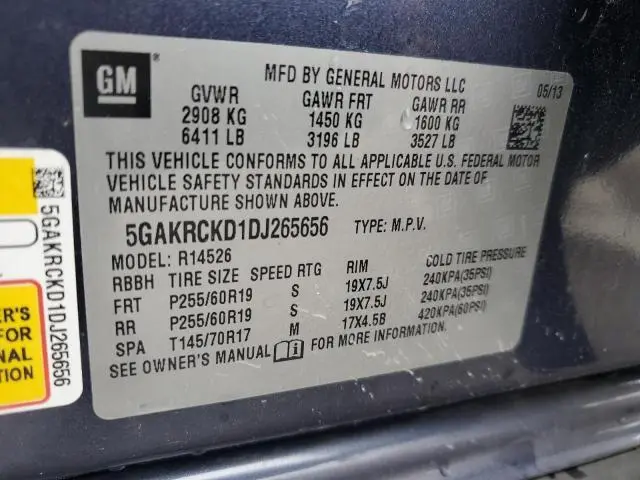 GM
MFD BY GENERAL MOTORS LLC 05/13
GVWR GAWR FRT GAWR RR
2908 KG 1450 KG 1600 KG
6411 LB 3196 LB 3527 LB
THIS VEHICLE CONFORMS TO ALL APPLICABLE U.S. FEDERAL MOTOR
VEHICLE SAFETY STANDARDS IN EFFECT ON THE DATE OF
MANUFACTURE SHOWN ABOVE.
5GAKRCKD1DJ265656 TYPE: M.P.V.
MODEL: R14526
RBBH TIRE SIZE SPEED RTG RIM COLD TIRE PRESSURE
FRT P255/60R19 S 19X7.5J 240KPA(35PSI)
RR P255/60R19 S 19X7.5J 240KPA(35PSI)
SPA T145/70R17 M 17X4.5B 420KPA(60PSI)
SEE OWNER'S MANUAL FOR MORE INFORMATION.
5GAKRCKD1DJ265656
OWNER'S
FOR
ONAL
TION